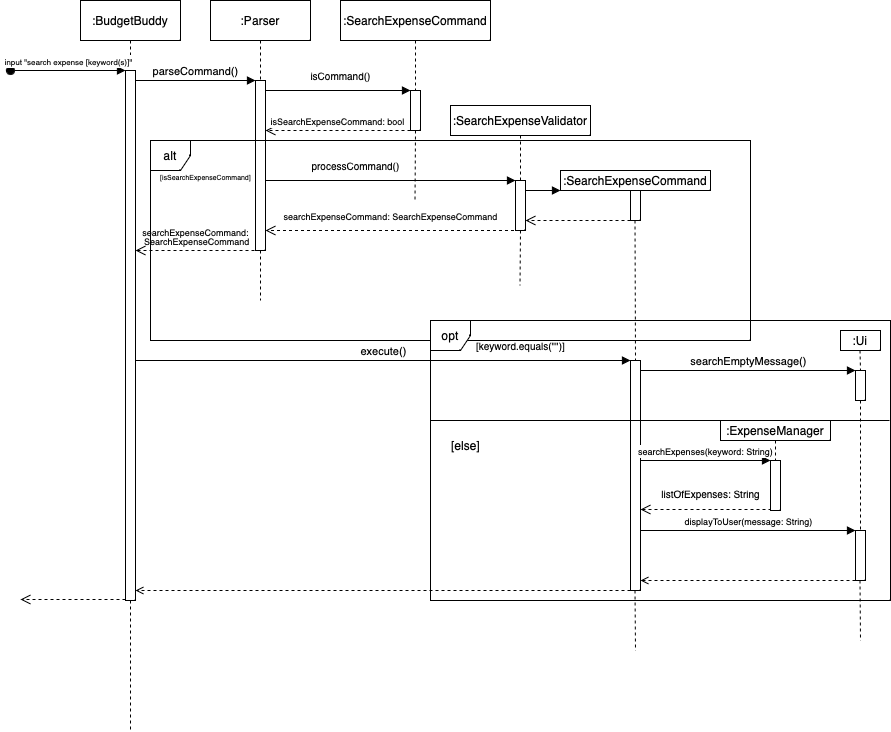 :BudgetBuddy
:Parser
:SearchExpenseCommand
input "search expense [keyword(s)]"
parseCommand()
isCommand()
isSearchExpenseCommand: bool
:SearchExpenseValidator
alt
[isSearchExpenseCommand]
processCommand()
:SearchExpenseCommand
searchExpenseCommand: SearchExpenseCommand
searchExpenseCommand:
SearchExpenseCommand
opt
[keyword.equals("")]
:Ui
execute()
searchEmptyMessage()
:ExpenseManager
[else]
searchExpenses(keyword: String)
listOfExpenses: String
displayToUser(message: String)